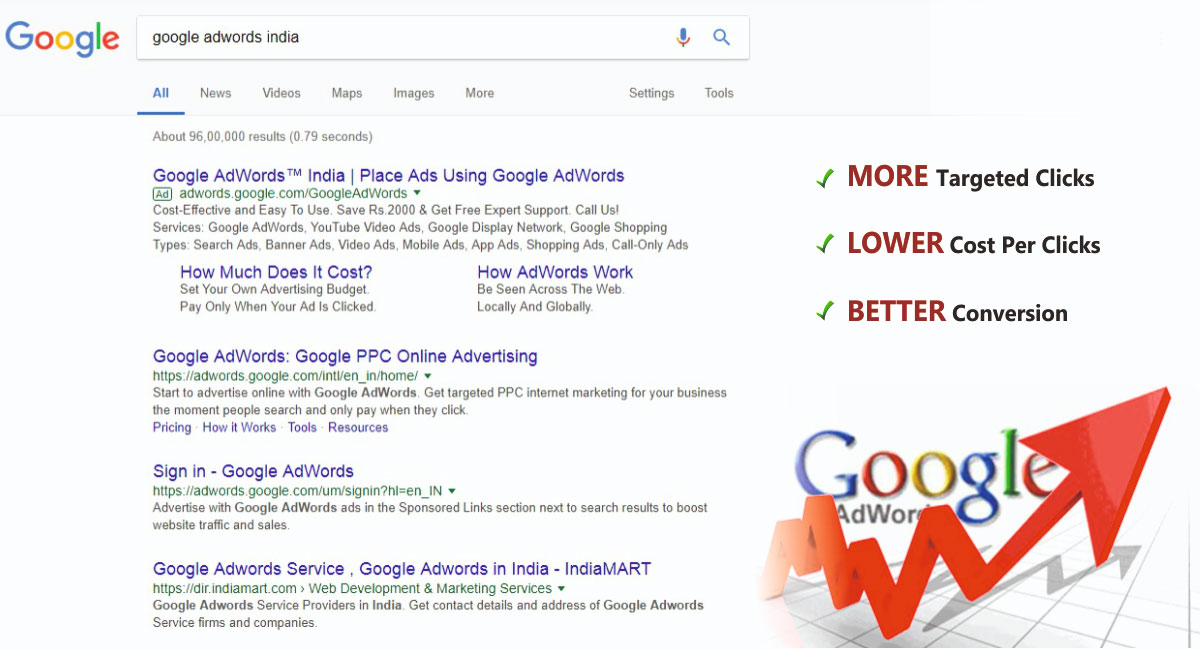 Google
google adwords india
All News Videos Maps Images More Settings Tools
About 96,00,000 results (0.79 seconds)
Google AdWords™ India | Place Ads Using Google AdWords
Ad adwords.google.com/GoogleAdWords
Cost-Effective and Easy To Use. Save Rs.2000 & Get Free Expert Support. Call Us!
Services: Google AdWords, YouTube Video Ads, Google Display Network, Google Shopping
Types: Search Ads, Banner Ads, Video Ads, Mobile Ads, App Ads, Shopping Ads, Call-Only Ads
How Much Does It Cost?
Set Your Own Advertising Budget.
Pay Only When Your Ad Is Clicked.
How AdWords Work
Be Seen Across The Web.
Locally And Globally.
Google AdWords: Google PPC Online Advertising
https://adwords.google.com/intl/en_in/home/
Start to advertise online with Google AdWords. Get targeted PPC internet marketing for your business
the moment people search and only pay when they click.
Pricing · How it Works · Tools · Resources
Sign in - Google AdWords
https://adwords.google.com/um/signin?hl=en_IN
Advertise with Google AdWords ads in the Sponsored Links section next to search results to boost
website traffic and sales.
Google Adwords Service , Google Adwords in India - IndiaMART
https://dir.indiamart.com › Web Development & Marketing Services
Google Adwords Service Providers in India. Get contact details and address of Google Adwords
Service firms and companies.
MORE Targeted Clicks
LOWER Cost Per Clicks
BETTER Conversion
Google
AdWor